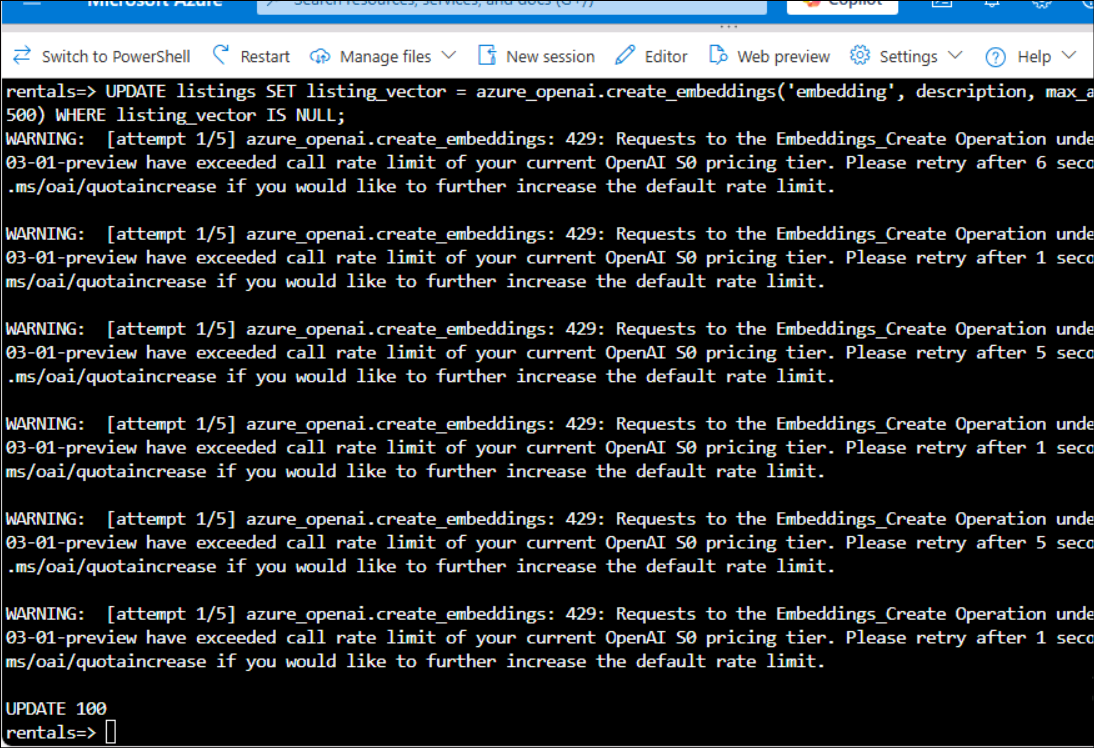 Microsoft Azure
Search resources, services, and docs (G+/)
Copilot
Switch to PowerShell Restart Manage files New session Editor Web preview Settings Help
rentals=> UPDATE listings SET listing_vector = azure_openai.create_embeddings('embedding', description, max_a
500) WHERE listing_vector IS NULL;
WARNING:  [attempt 1/5] azure_openai.create_embeddings: 429: Requests to the Embeddings_Create Operation unde
03-01-preview have exceeded call rate limit of your current OpenAI S0 pricing tier. Please retry after 6 seco
.ms/oai/quotaincrease if you would like to further increase the default rate limit.
WARNING:  [attempt 1/5] azure_openai.create_embeddings: 429: Requests to the Embeddings_Create Operation unde
03-01-preview have exceeded call rate limit of your current OpenAI S0 pricing tier. Please retry after 1 seco
ms/oai/quotaincrease if you would like to further increase the default rate limit.
WARNING:  [attempt 1/5] azure_openai.create_embeddings: 429: Requests to the Embeddings_Create Operation unde
03-01-preview have exceeded call rate limit of your current OpenAI S0 pricing tier. Please retry after 5 seco
.ms/oai/quotaincrease if you would like to further increase the default rate limit.
WARNING:  [attempt 1/5] azure_openai.create_embeddings: 429: Requests to the Embeddings_Create Operation unde
03-01-preview have exceeded call rate limit of your current OpenAI S0 pricing tier. Please retry after 1 seco
ms/oai/quotaincrease if you would like to further increase the default rate limit.
WARNING:  [attempt 1/5] azure_openai.create_embeddings: 429: Requests to the Embeddings_Create Operation unde
03-01-preview have exceeded call rate limit of your current OpenAI S0 pricing tier. Please retry after 5 seco
.ms/oai/quotaincrease if you would like to further increase the default rate limit.
WARNING:  [attempt 1/5] azure_openai.create_embeddings: 429: Requests to the Embeddings_Create Operation unde
03-01-preview have exceeded call rate limit of your current OpenAI S0 pricing tier. Please retry after 1 seco
ms/oai/quotaincrease if you would like to further increase the default rate limit.
UPDATE 100
rentals=>